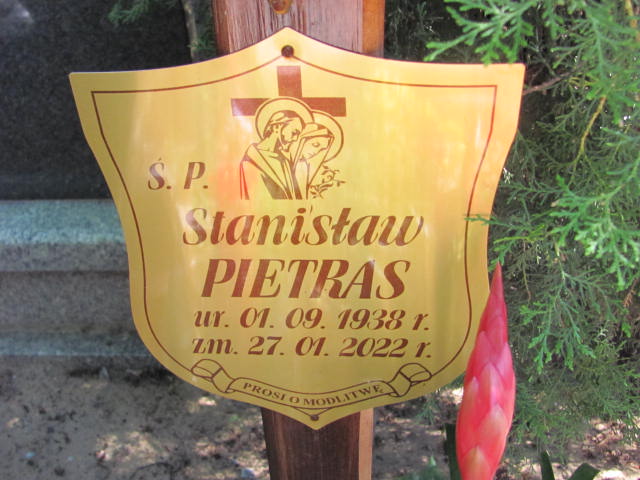 Ś. P.
Stanisław
PIETRAS
ur. 01. 09. 1938 r.
zm. 27. 01. 2022 r.
PROSI O MODLITWĘ